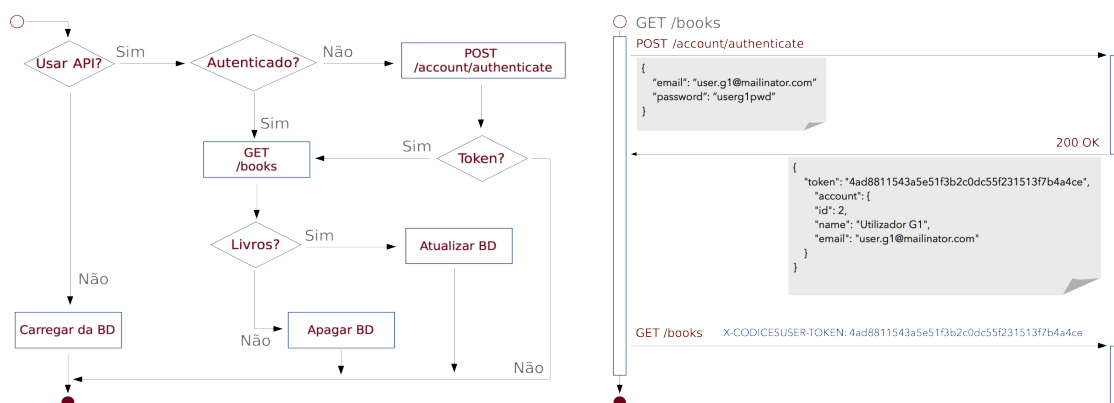 Usar API?
Sim
Autenticado?
Não
POST
/account/authenticate
Sim
GET
/books
Sim
Token?
Livros?
Sim
Atualizar BD
Não
Carregar da BD
Não
Apagar BD
Não
GET /books
POST /account/authenticate
{
"email": "user.g1@mailinator.com"
"password": "userg1pwd"
}
200 OK
{
"token": "4ad8811543a5e51f3b2c0dc55f231513f7b4a4ce",
"account": {
"id": 2,
"name": "Utilizador G1",
"email": "user.g1@mailinator.com"
}
}
GET /books X-CODICESUSER-TOKEN: 4ad8811543a5e51f3b2c0dc55f231513f7b4a4ce